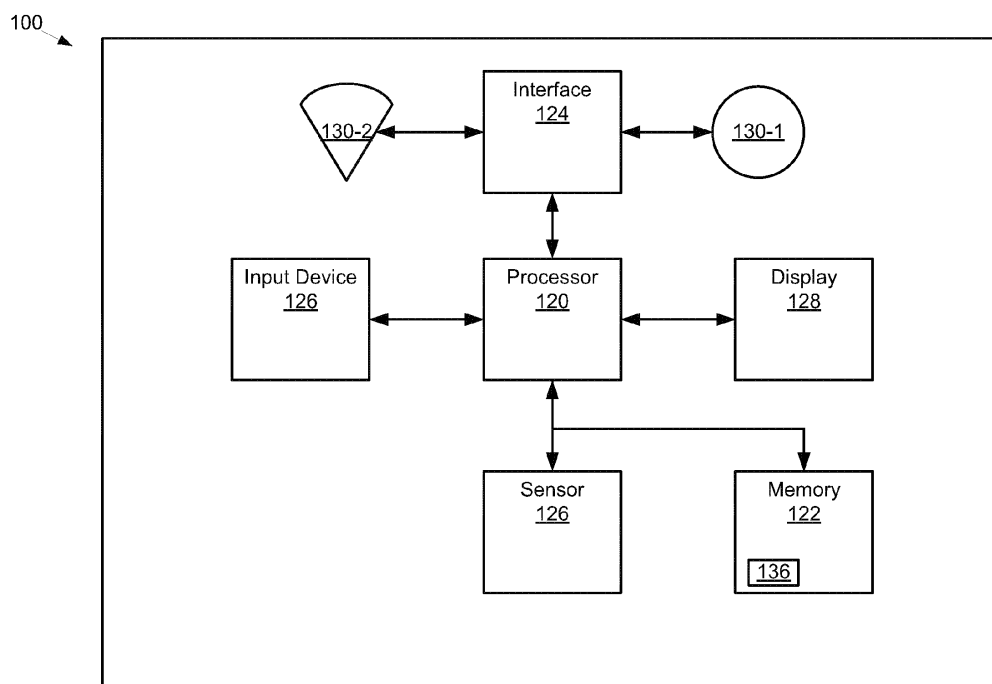 100
Interface
124
130-2
130-1
Input Device
126
Processor
120
Display
128
Sensor
126
Memory
122
136